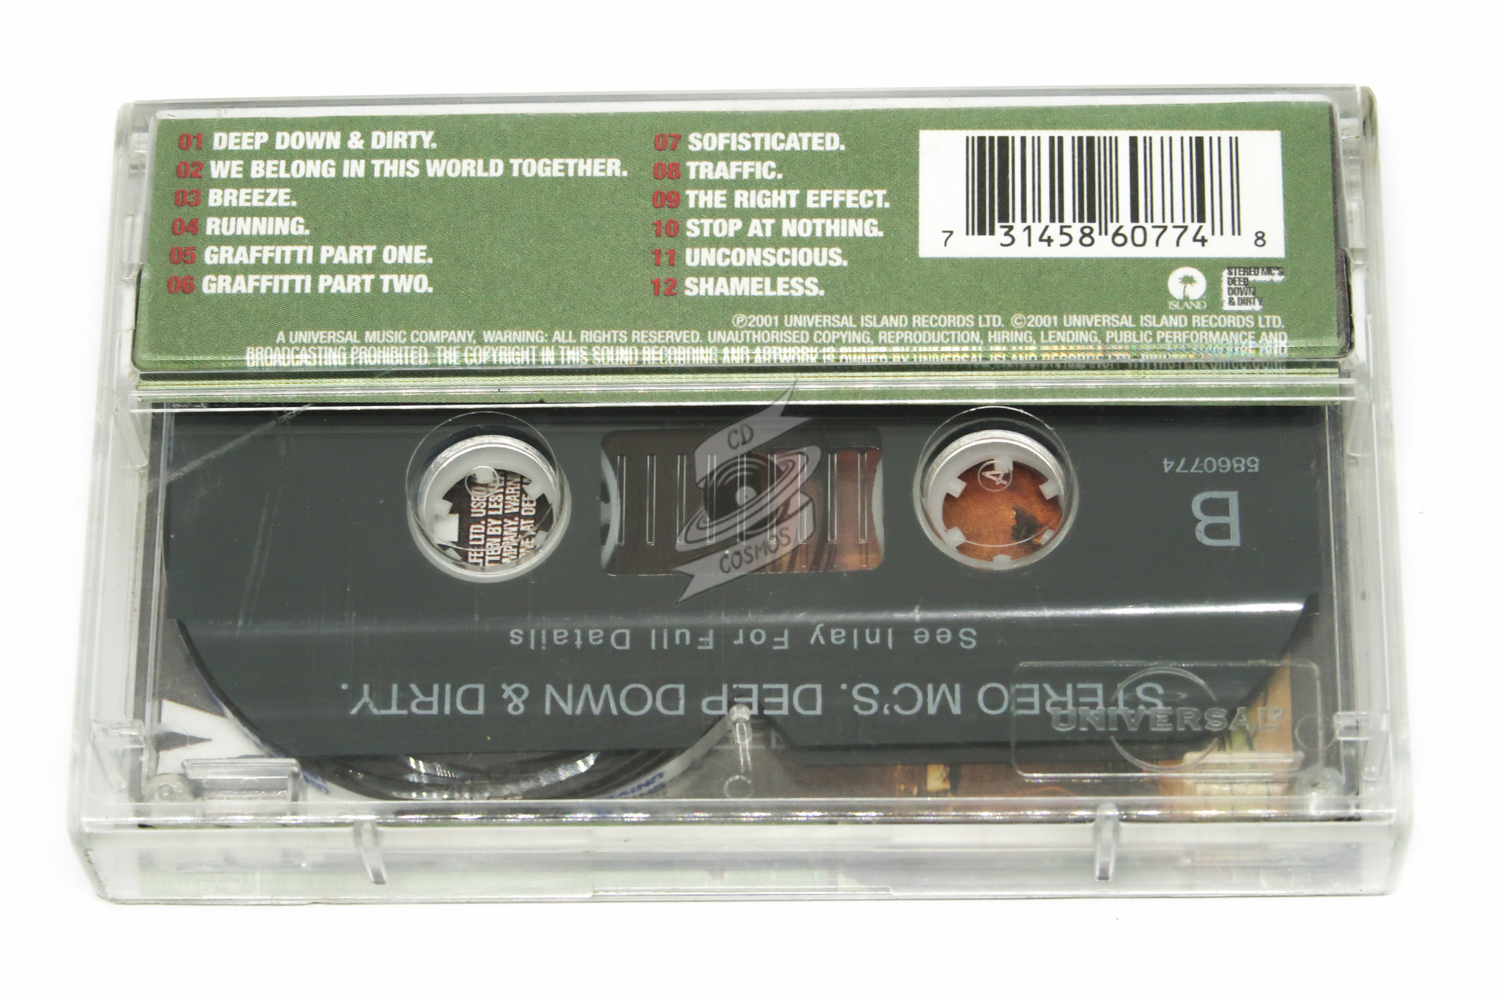 01 DEEP DOWN & DIRTY.
02 WE BELONG IN THIS WORLD TOGETHER.
03 BREEZE.
04 RUNNING.
05 GRAFFITTI PART ONE.
06 GRAFFITTI PART TWO.
07 SOFISTICATED.
08 TRAFFIC.
09 THE RIGHT EFFECT.
10 STOP AT NOTHING.
11 UNCONSCIOUS.
12 SHAMELESS.
7 31458 60774 8
ISLAND
STEREO MC'S
DEEP
DOWN
& DIRTY
℗2001 UNIVERSAL ISLAND RECORDS LTD. ©2001 UNIVERSAL ISLAND RECORDS LTD.
A UNIVERSAL MUSIC COMPANY, WARNING: ALL RIGHTS RESERVED. UNAUTHORISED COPYING, REPRODUCTION, HIRING, LENDING, PUBLIC PERFORMANCE AND
BROADCASTING PROHIBITED. THE COPYRIGHT IN THIS SOUND RECORDING AND ARTWORK IS OWNED BY UNIVERSAL ISLAND RECORDS LTD.
CD
COSMOS
STEREO MC'S. DEEP DOWN & DIRTY.
See Inlay For Full Datails
B
5860774
UNIVERSAL